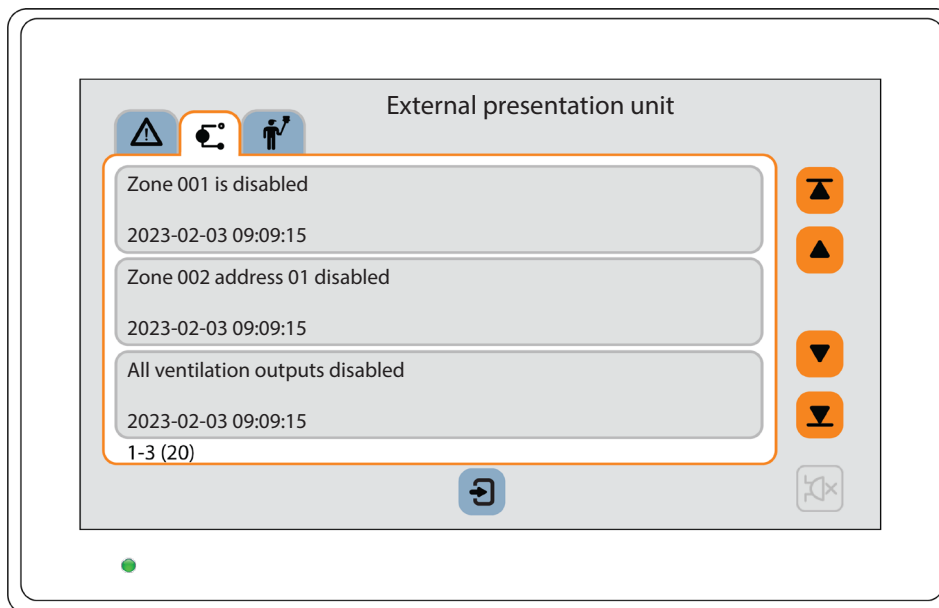 External presentation unit
Zone 001 is disabled
2023-02-03 09:09:15
Zone 002 address 01 disabled
2023-02-03 09:09:15
All ventilation outputs disabled
2023-02-03 09:09:15
1-3 (20)